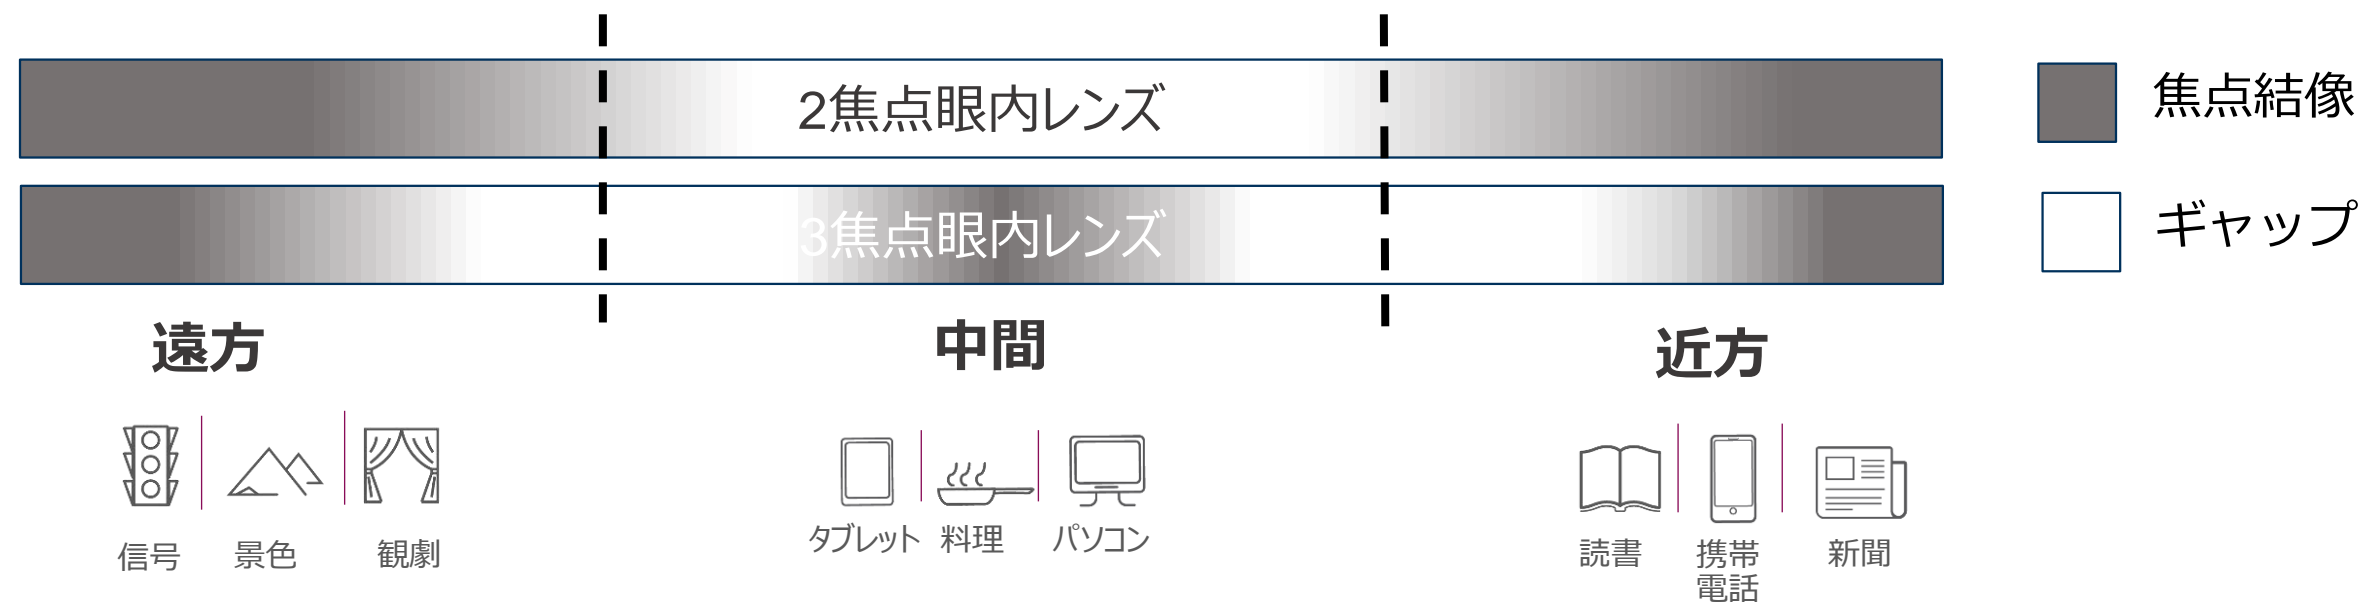 2焦点眼内レンズ
焦点結像
3焦点眼内レンズ
ギャップ
遠方
中間
近方
信号
景色
観劇
タブレット
料理
パソコン
読書
携帯
電話
新聞